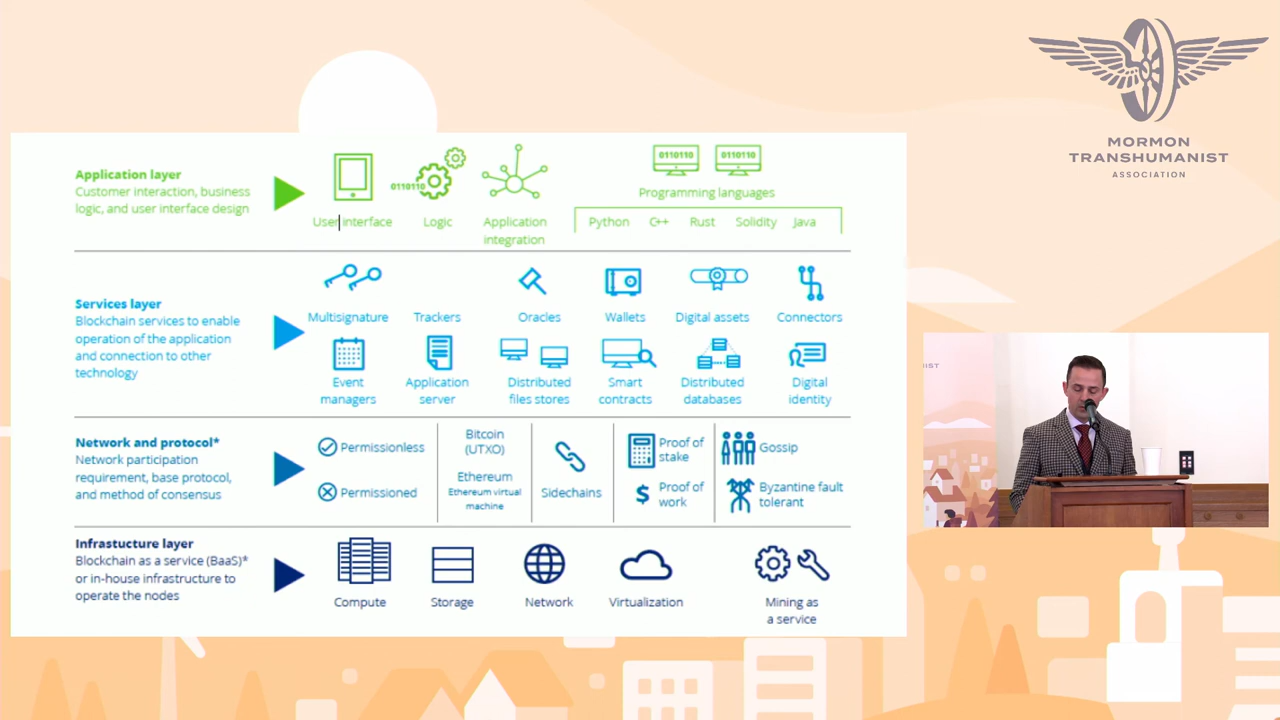 MORMON
TRANSHUMANIST
ASSOCIATION
Application layer
Customer interaction, business
logic, and user interface design
0110110
0110110
0110110
Programming languages
User interface
Logic
Application
integration
Python
C++
Rust
Solidity
Java
Services layer
Blockchain services to enable
operation of the application
and connection to other
technology
Multisignature
Trackers
Oracles
Wallets
Digital assets
Connectors
Event
managers
Application
server
Distributed
files stores
Smart
contracts
Distributed
databases
Digital
identity
Network and protocol*
Network participation
requirement, base protocol,
and method of consensus
Permissionless
Permissioned
Bitcoin
(UTXO)
Ethereum
Ethereum virtual
machine
Sidechains
Proof of
stake
$ Proof of
work
Gossip
Byzantine fault
tolerant
Infrastucture layer
Blockchain as a service (BaaS)*
or in-house infrastructure to
operate the nodes
Compute
Storage
Network
Virtualization
Mining as
a service
IST